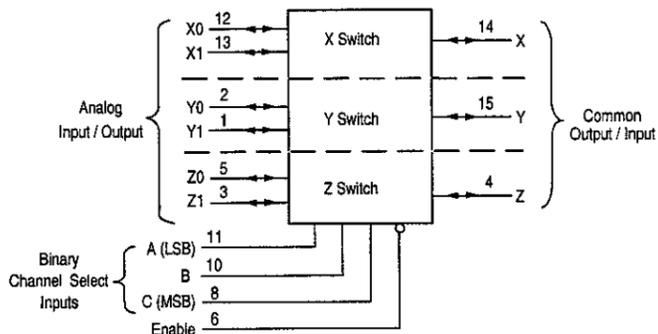 X0 12
X1 13
X Switch
14 X
Analog
Input / Output
Y0 2
Y1 1
Y Switch
15 Y
Common
Output / Input
Z0 5
Z1 3
Z Switch
4 Z
Binary
Channel Select
Inputs
A (LSB) 11
B 10
C (MSB) 8
Enable 6